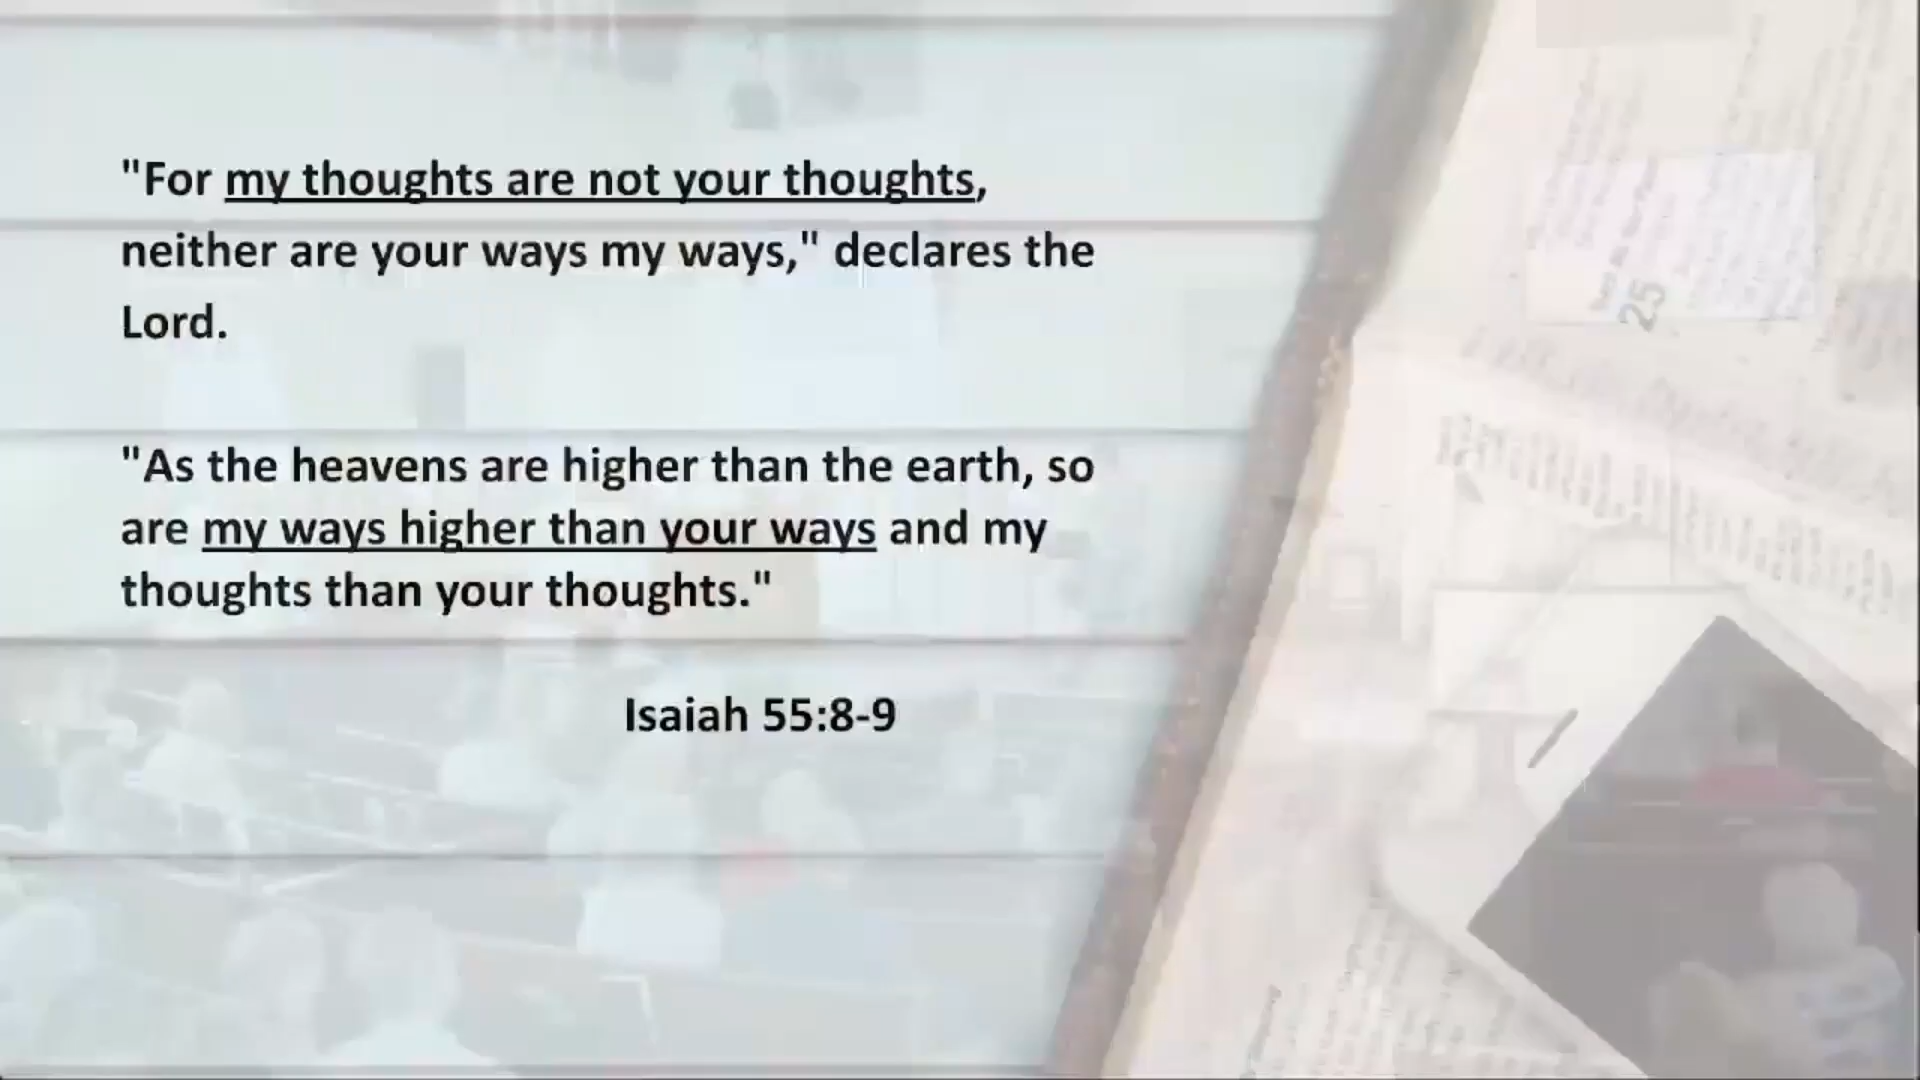 "For my thoughts are not your thoughts,
neither are your ways my ways," declares the
Lord.
"As the heavens are higher than the earth, so
are my ways higher than your ways and my
thoughts than your thoughts."
Isaiah 55:8-9
25